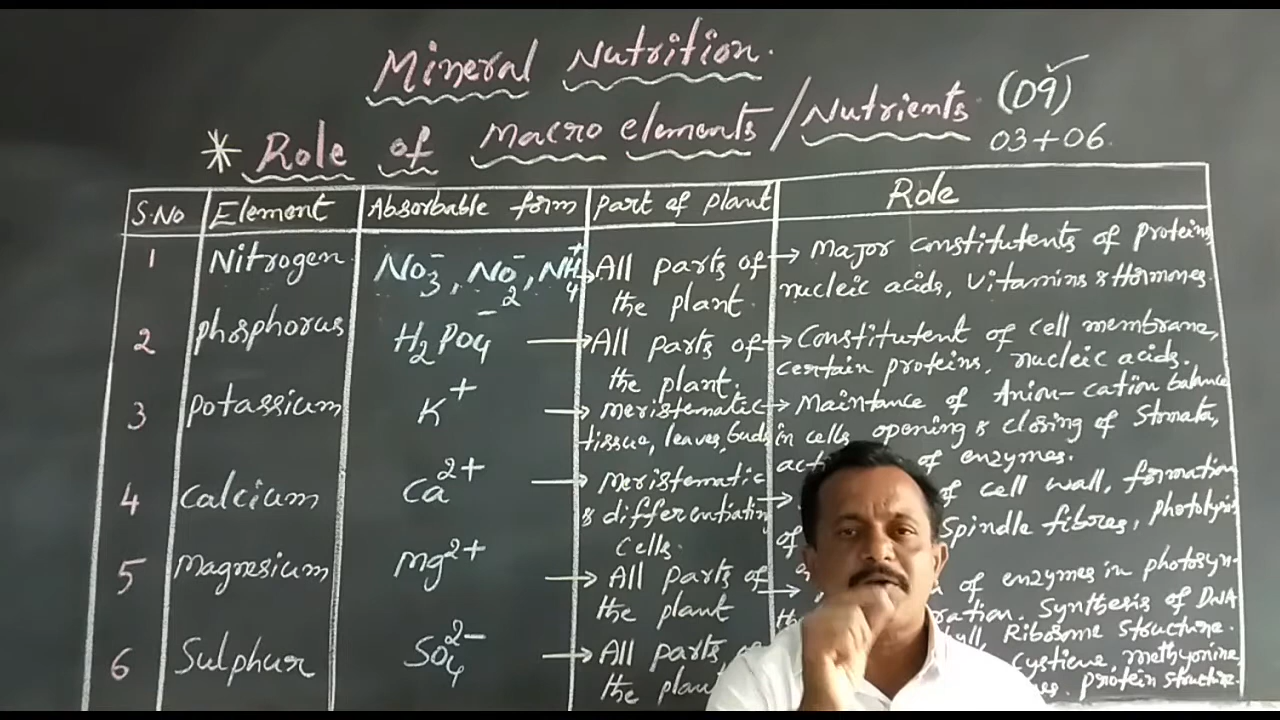 Mineral Nutrition.
* Role of Macro elements / Nutrients. (09)
03+06.
S.No Element Absorbable form Part of plant Role
1 Nitrogen. NO3-, NO2-, NH4+ → All parts of → Major constitutents of proteins,
the plant. nucleic acids, Vitamins & Hormones.
2 phosphorus H2PO4- → All parts of → Constitutent of cell membrane,
the plant. certain proteins, nucleic acids.
3 Potassium K+ → meristematic → Maintance of Anion-cation balance
tissue, leaves, buds in cells, opening & closing of Stomata,
of enzymes.
4 Calcium Ca2+ → Meristematic → of cell wall, formation
& differentiatin of Spindle fibres, photolysis
Cells.
5 Magnesium Mg2+ → All parts of → of enzymes in photosyn-
the plant Synthesis of DNA
Ribosome structure.
6 Sulphur SO42- → All parts
the Cystiene, methyonine,
Protein structure.